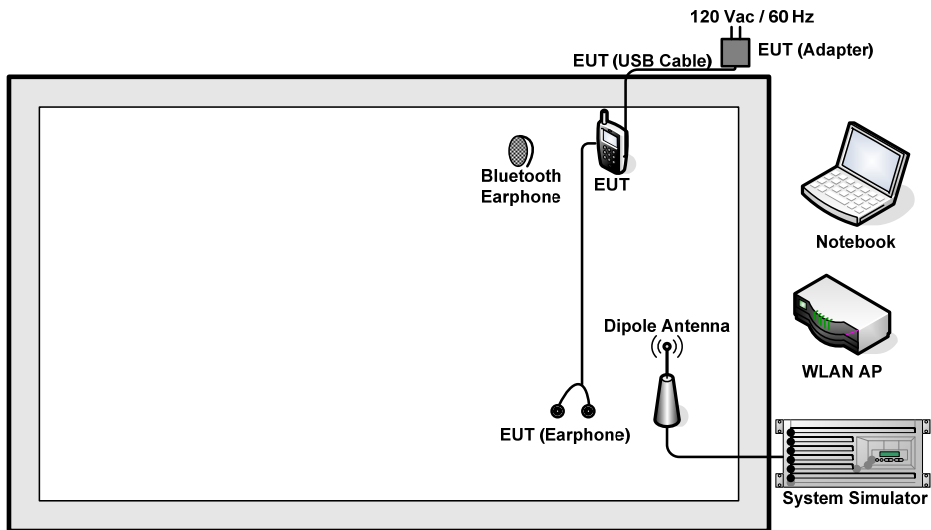 120 Vac / 60 Hz
EUT (Adapter)
EUT (USB Cable)
Bluetooth
Earphone
EUT
Notebook
Dipole Antenna
WLAN AP
EUT (Earphone)
System Simulator